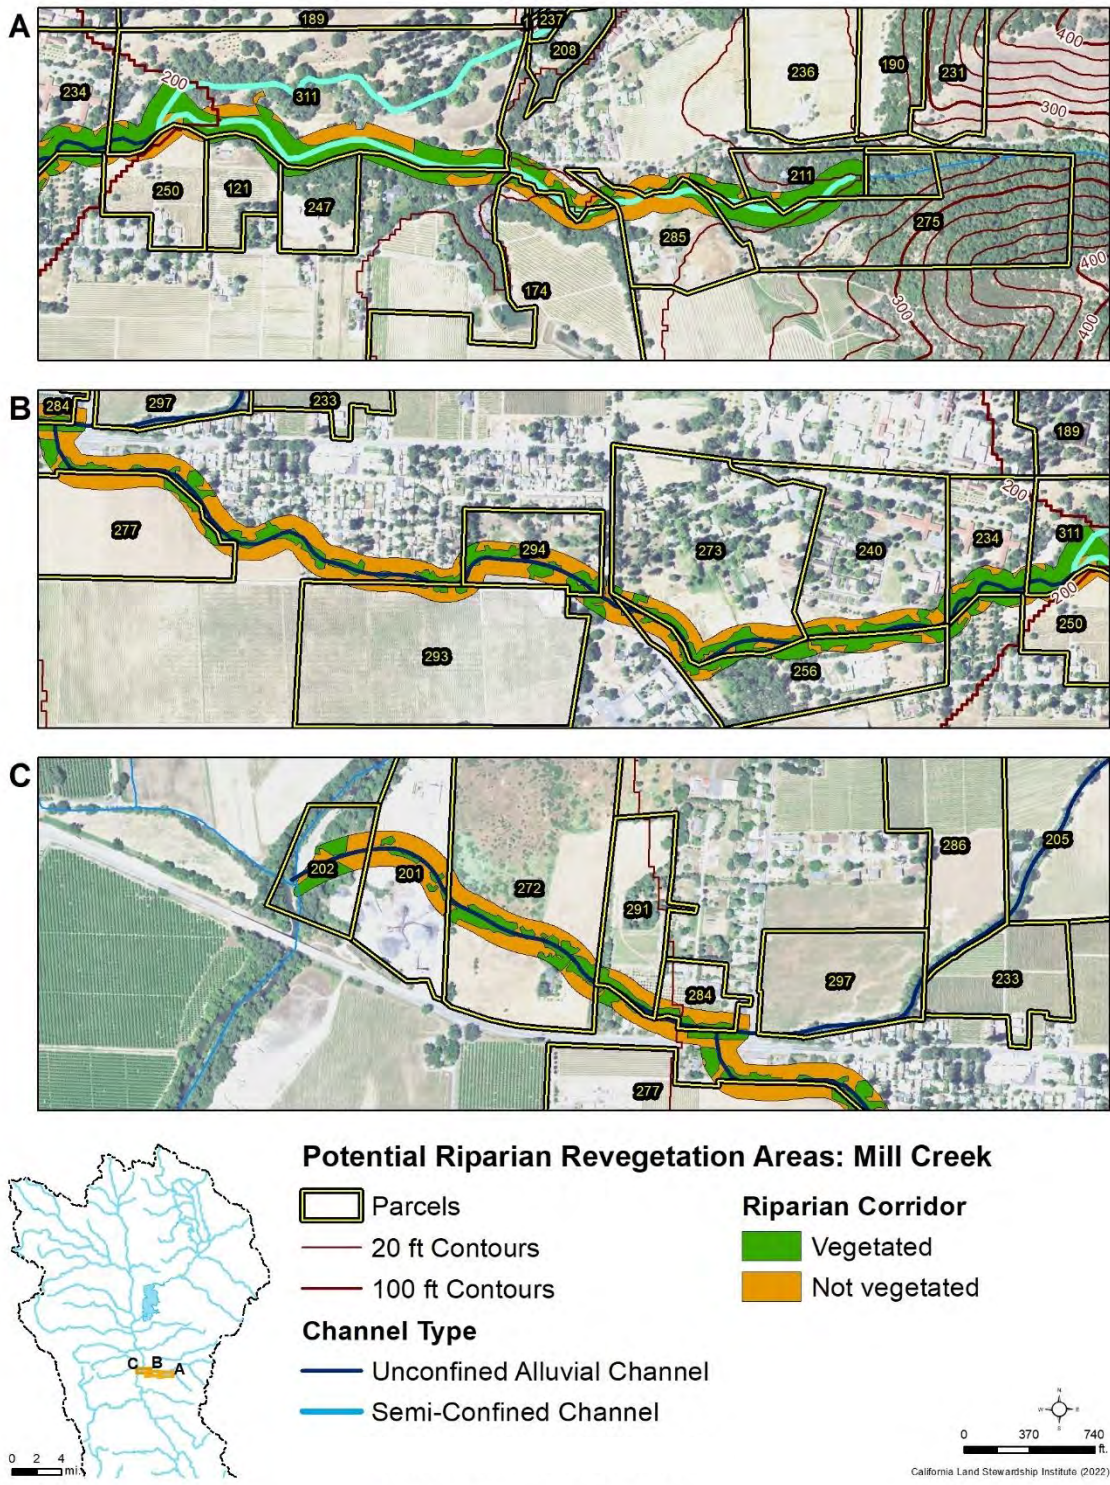 A
189
237
208
400
234
200
311
236
190
231
300
250
121
247
211
285
275
174
300
400
400
B
284
297
233
189
200
277
294
273
240
234
311
200
250
293
256
C
202
201
272
291
284
286
205
297
233
277
Potential Riparian Revegetation Areas: Mill Creek
Parcels
20 ft Contours
100 ft Contours
Channel Type
Unconfined Alluvial Channel
Semi-Confined Channel
Riparian Corridor
Vegetated
Not vegetated
C B A
0 2 4
mi.
N
W E
S
0 370 740
ft.
California Land Stewardship Institute (2022)